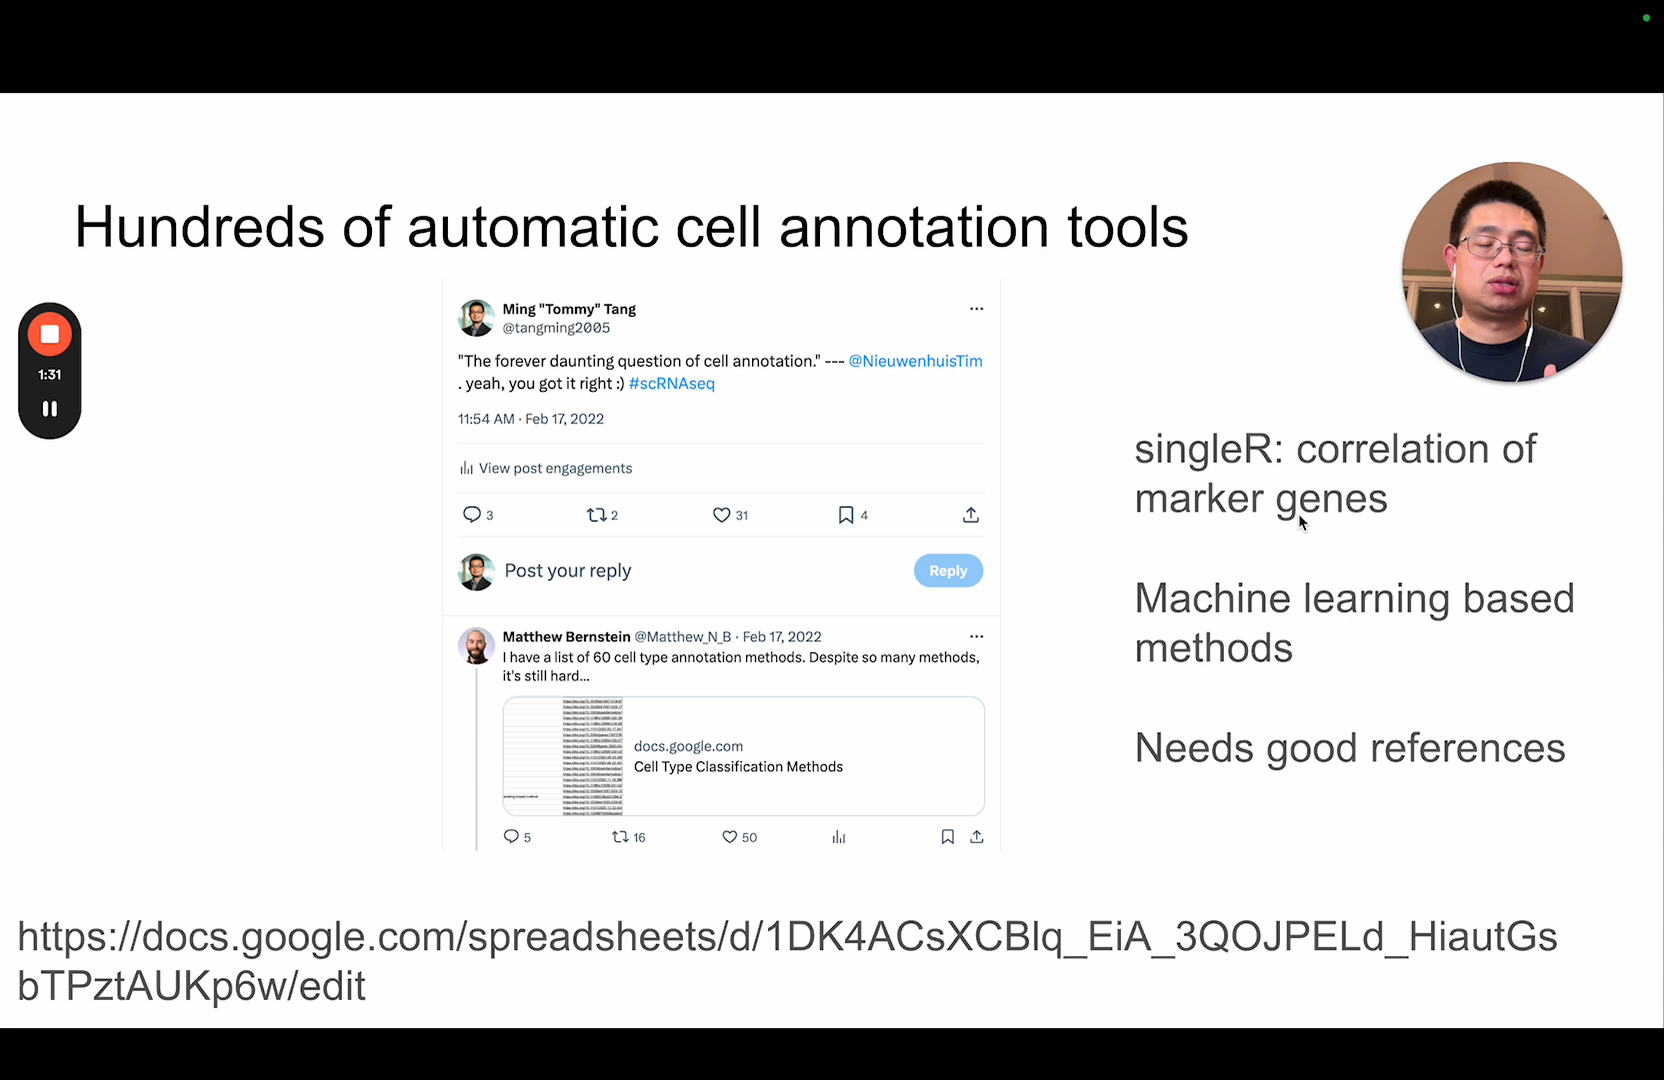 Hundreds of automatic cell annotation tools
1:31
Ming "Tommy" Tang
@tangming2005
"The forever daunting question of cell annotation." --- @NieuwenhuisTim
. yeah, you got it right :) #scRNAseq
11:54 AM · Feb 17, 2022
View post engagements
3 2 31 4
Post your reply
Reply
Matthew Bernstein @Matthew_N_B · Feb 17, 2022
I have a list of 60 cell type annotation methods. Despite so many methods,
it's still hard...
docs.google.com
Cell Type Classification Methods
5 16 50
singleR: correlation of
marker genes
Machine learning based
methods
Needs good references
https://docs.google.com/spreadsheets/d/1DK4ACsXCBIq_EiA_3QOJPELd_HiautGs
bTPztAUKp6w/edit